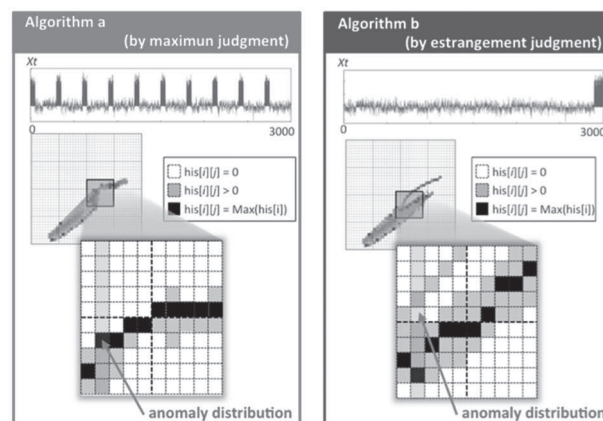 Algorithm a
(by maximun judgment)
Xt
0
3000
his[i][j] = 0
his[i][j] > 0
his[i][j] = Max(his[i])
anomaly distribution
Algorithm b
(by estrangement judgment)
Xt
0
3000
his[i][j] = 0
his[i][j] > 0
his[i][j] = Max(his[i])
anomaly distribution